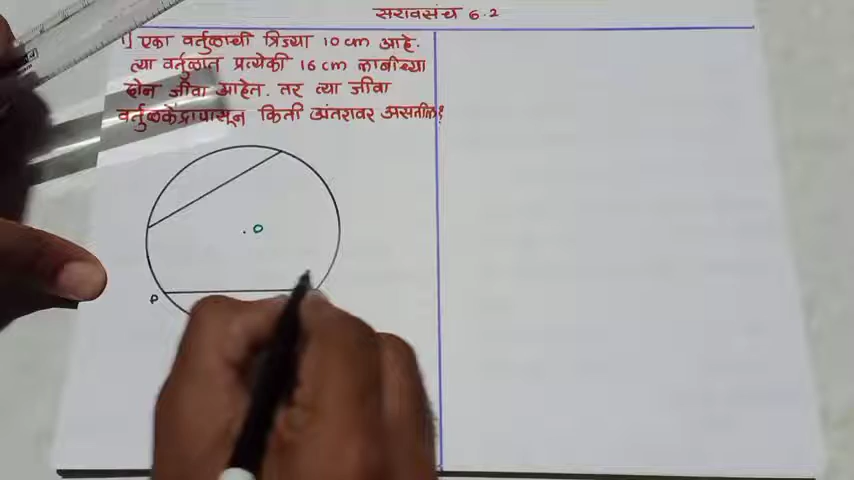 सरावसंच 6.2
1) एका वर्तुळाची त्रिज्या 10 cm आहे.
त्या वर्तुळात प्रत्येकी 16 cm लांबीच्या
दोन जीवा आहेत. तर त्या जीवा
वर्तुळकेंद्रापासून किती अंतरावर असतील?
O
P